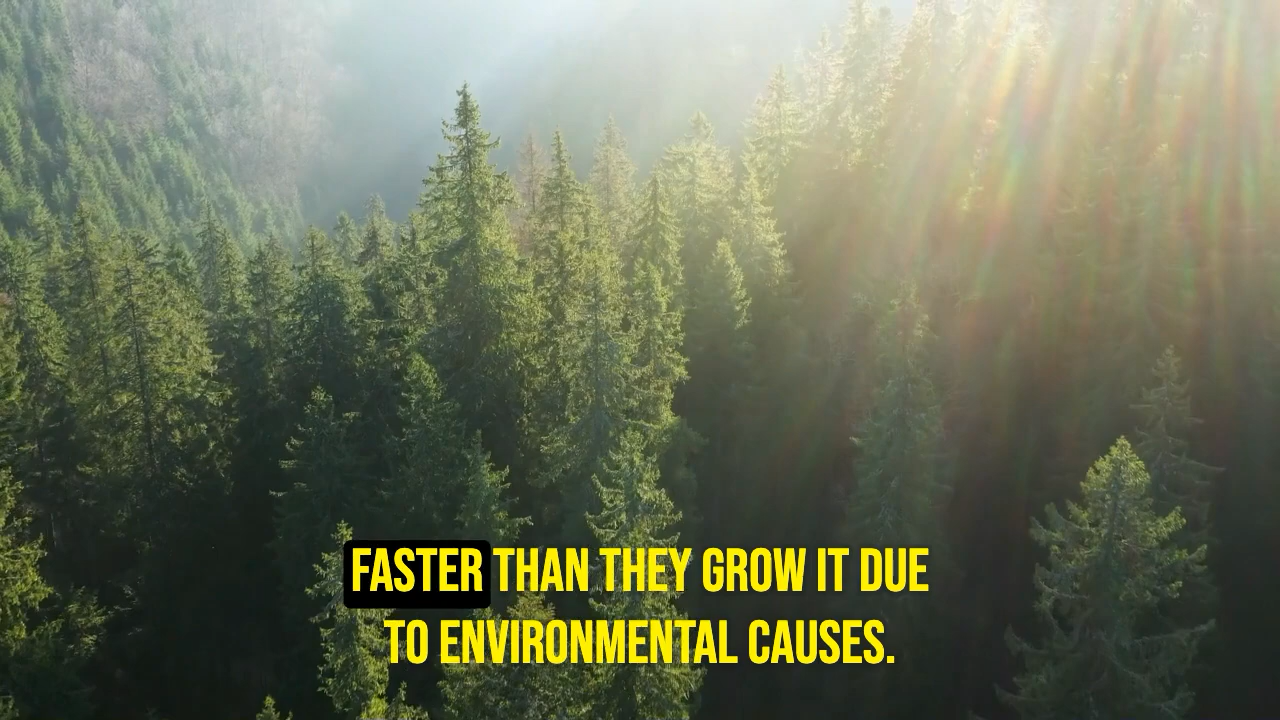 FASTER THAN THEY GROW IT DUE
TO ENVIRONMENTAL CAUSES.